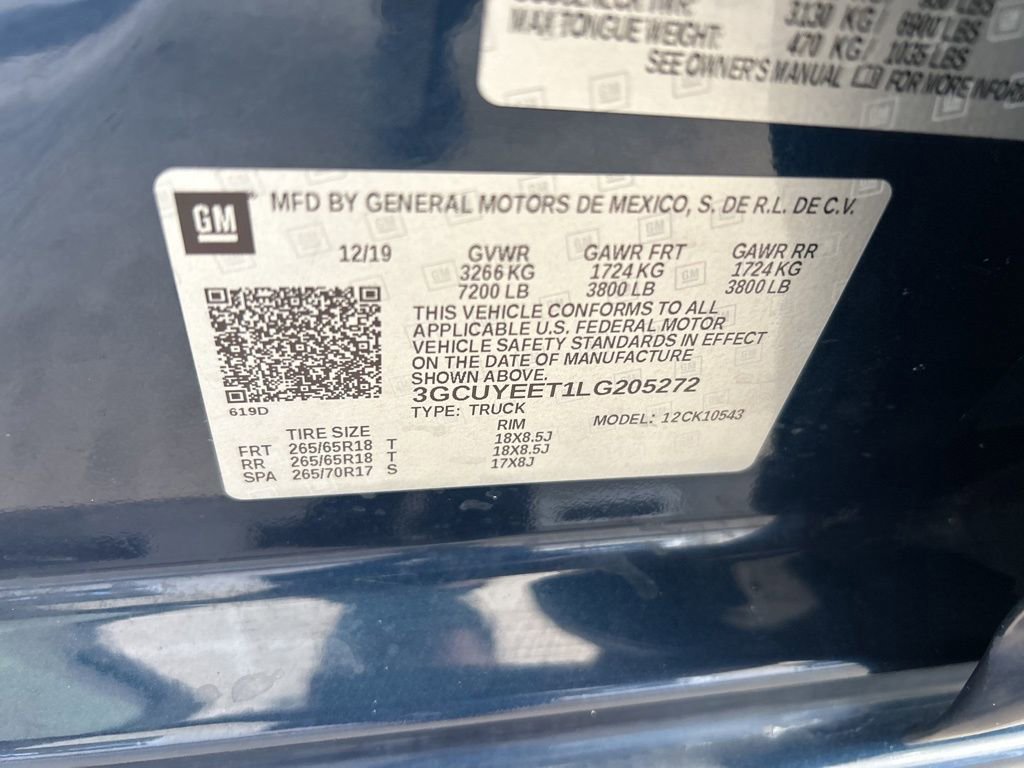 3130 KG/ 6900 LBS
MAX TONGUE WEIGHT: 470 KG/ 1035 LBS
SEE OWNER'S MANUAL FOR MORE
GM
MFD BY GENERAL MOTORS DE MEXICO, S. DE R.L. DE C.V.
12/19 GVWR GAWR FRT GAWR RR
3266 KG 1724 KG 1724 KG
7200 LB 3800 LB 3800 LB
THIS VEHICLE CONFORMS TO ALL
APPLICABLE U.S. FEDERAL MOTOR
VEHICLE SAFETY STANDARDS IN EFFECT
ON THE DATE OF MANUFACTURE
SHOWN ABOVE.
3GCUYEET1LG205272
619D
TYPE: TRUCK
MODEL: 12CK10543
TIRE SIZE RIM
FRT 265/65R18 T 18X8.5J
RR 265/65R18 T 18X8.5J
SPA 265/70R17 S 17X8J